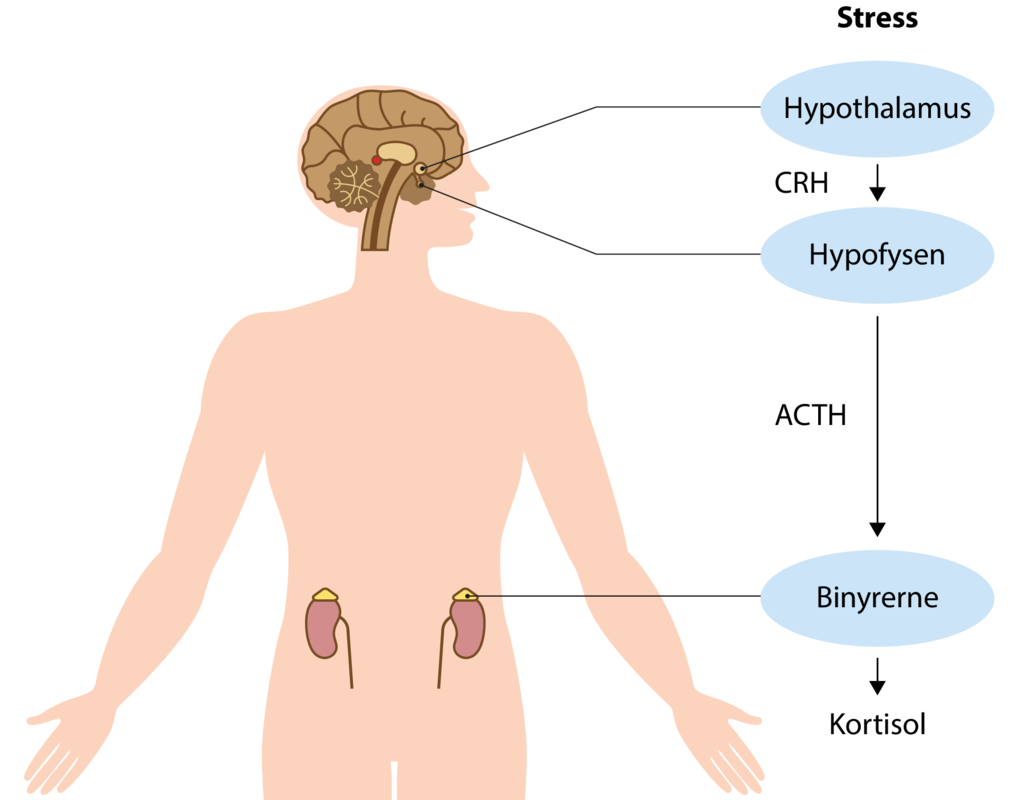 Stress
Hypothalamus
CRH
Hypofysen
ACTH
Binyrerne
Kortisol